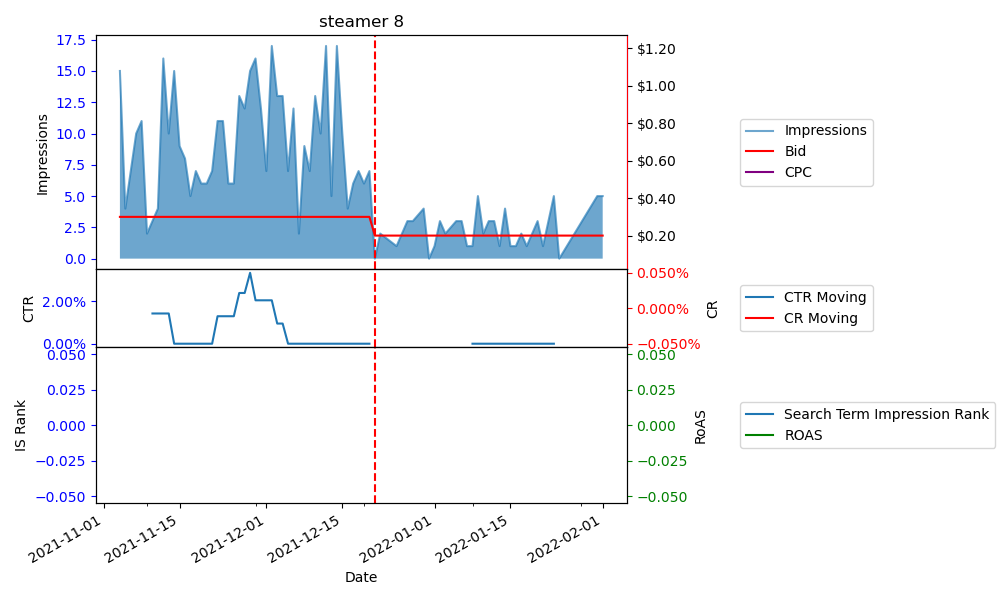 steamer 8
17.5
15.0
12.5
10.0
7.5
5.0
2.5
0.0
Impressions
$1.20
$1.00
$0.80
$0.60
$0.40
$0.20
Impressions
Bid
CPC
2.00%
0.00%
CTR
0.050%
0.000%
−0.050%
CR
CTR Moving
CR Moving
0.050
0.025
0.000
−0.025
−0.050
IS Rank
0.050
0.025
0.000
−0.025
−0.050
RoAS
Search Term Impression Rank
ROAS
2021-11-01
2021-11-15
2021-12-01
2021-12-15
2022-01-01
2022-01-15
2022-02-01
Date